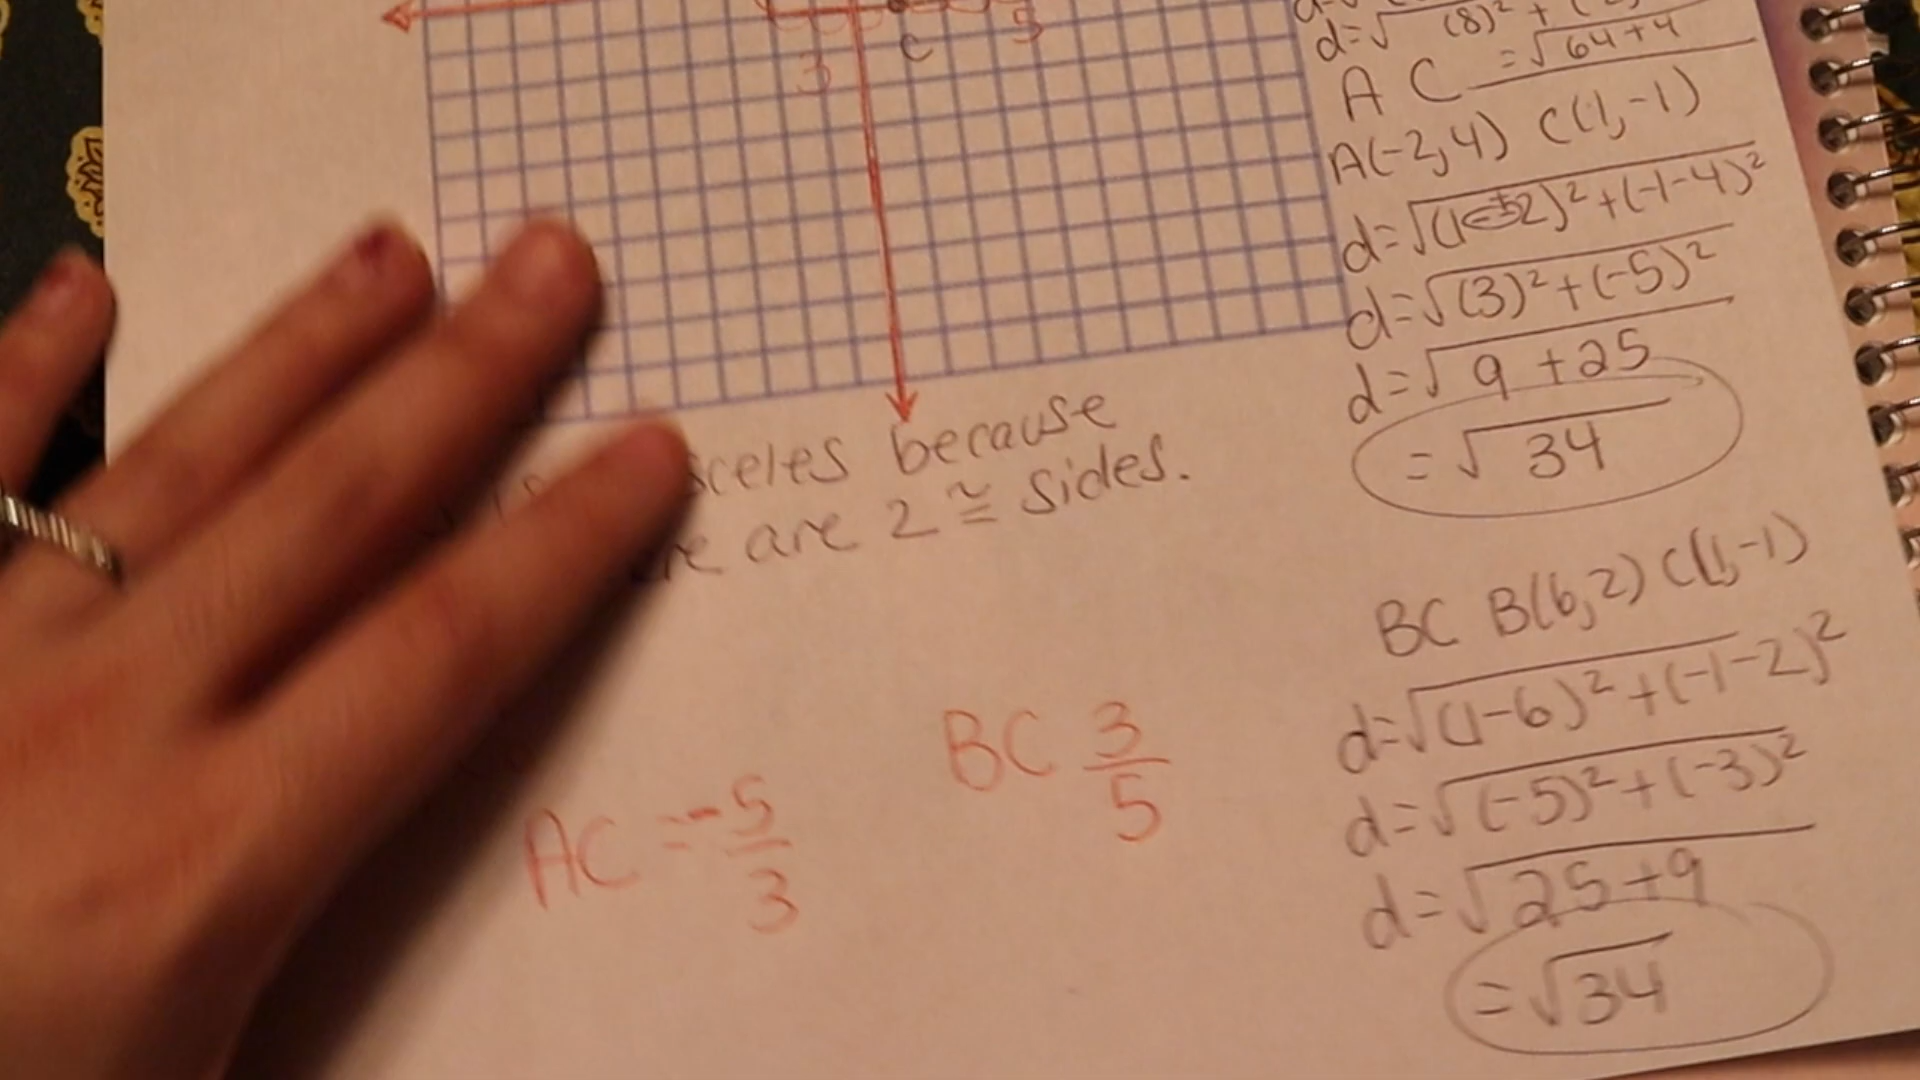 3 C 5
sceles because
are 2 ≅ sides.
AC = -5/3
BC 3/5
d=√(8)²+
=√64+4
A C
A(-2,4) C(1,-1)
d=√(1+2)²+(-1-4)²
d=√(3)²+(-5)²
d=√9+25
=√34
BC B(6,2) C(1,-1)
d=√(1-6)²+(-1-2)²
d=√(-5)²+(-3)²
d=√25+9
=√34